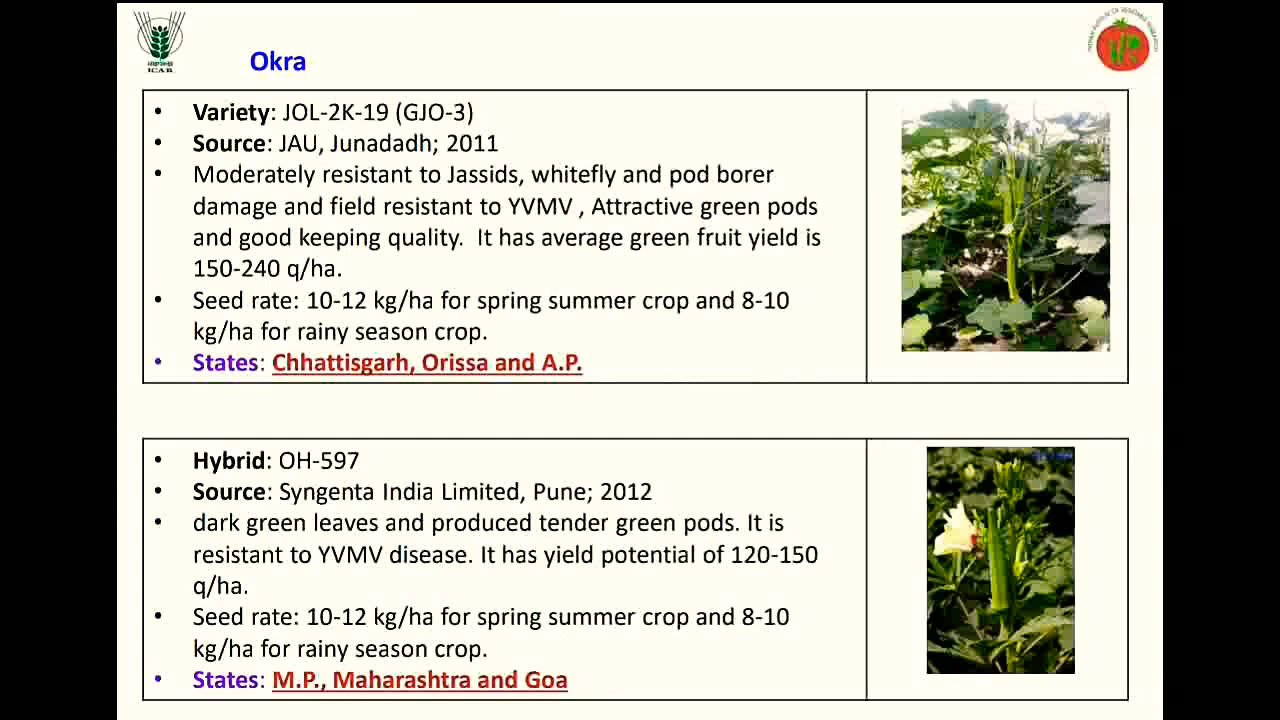 ICAR
Okra
• Variety: JOL-2K-19 (GJO-3)
• Source: JAU, Junadadh; 2011
• Moderately resistant to Jassids, whitefly and pod borer
damage and field resistant to YVMV , Attractive green pods
and good keeping quality. It has average green fruit yield is
150-240 q/ha.
• Seed rate: 10-12 kg/ha for spring summer crop and 8-10
kg/ha for rainy season crop.
• States: Chhattisgarh, Orissa and A.P.
• Hybrid: OH-597
• Source: Syngenta India Limited, Pune; 2012
• dark green leaves and produced tender green pods. It is
resistant to YVMV disease. It has yield potential of 120-150
q/ha.
• Seed rate: 10-12 kg/ha for spring summer crop and 8-10
kg/ha for rainy season crop.
• States: M.P., Maharashtra and Goa